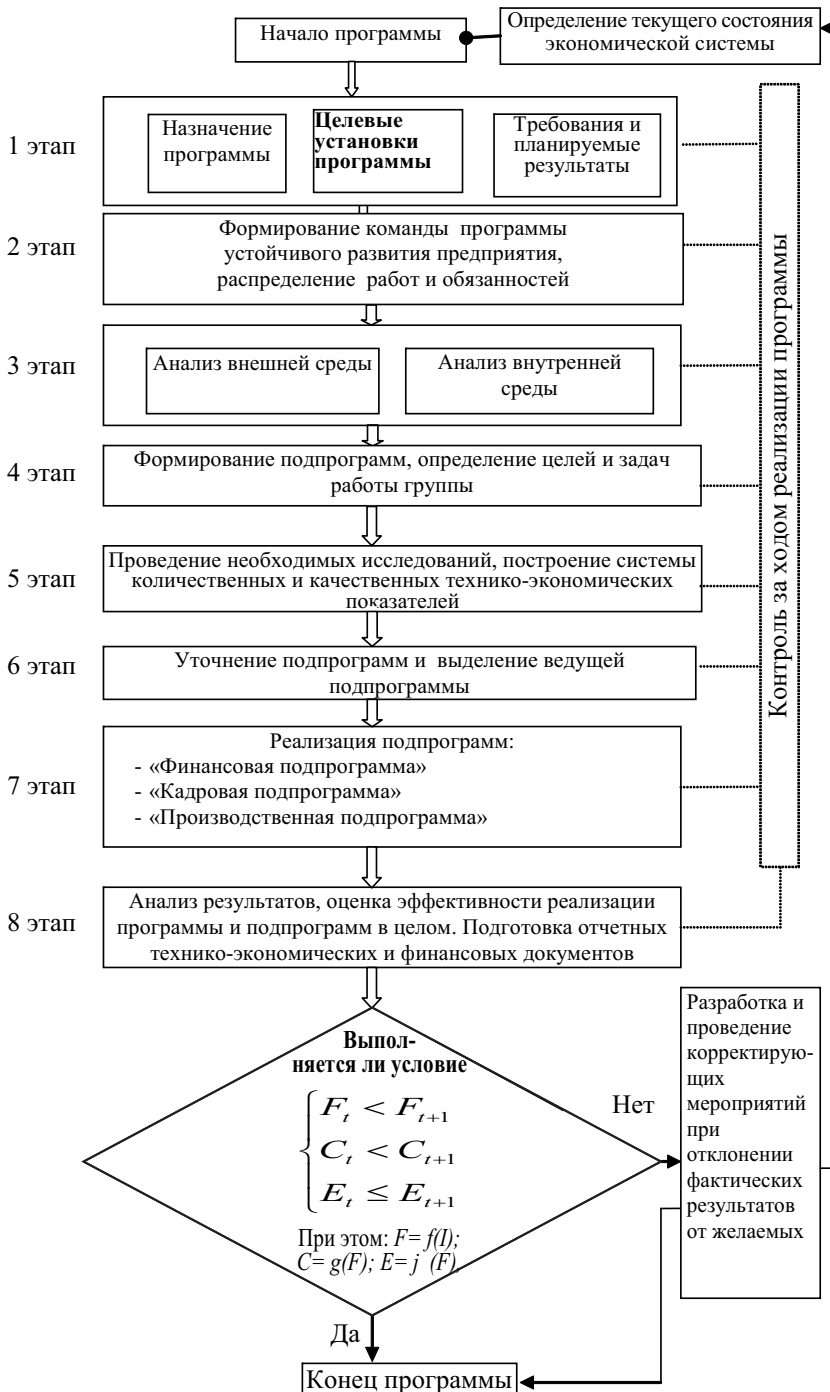 Начало программы
Определение текущего состояния
экономической системы
1 этап
Назначение
программы
Целевые
установки
программы
Требования и
планируемые
результаты
2 этап
Формирование команды программы
устойчивого развития предприятия,
распределение работ и обязанностей
3 этап
Анализ внешней среды
Анализ внутренней
среды
4 этап
Формирование подпрограмм, определение целей и задач
работы группы
5 этап
Проведение необходимых исследований, построение системы
количественных и качественных технико-экономических
показателей
6 этап
Уточнение подпрограмм и выделение ведущей
подпрограммы
7 этап
Реализация подпрограмм:
- «Финансовая подпрограмма»
- «Кадровая подпрограмма»
- «Производственная подпрограмма»
8 этап
Анализ результатов, оценка эффективности реализации
программы и подпрограмм в целом. Подготовка отчетных
технико-экономических и финансовых документов
Контроль за ходом реализации программы
Выпол-
няется ли условие
F_t < F_{t+1}
C_t < C_{t+1}
E_t ≤ E_{t+1}
При этом: F= f(I);
C= g(F); E= j (F),
Нет
Разработка и
проведение
корректирую-
щих
мероприятий
при
отклонении
фактических
результатов
от желаемых
Да
Конец программы